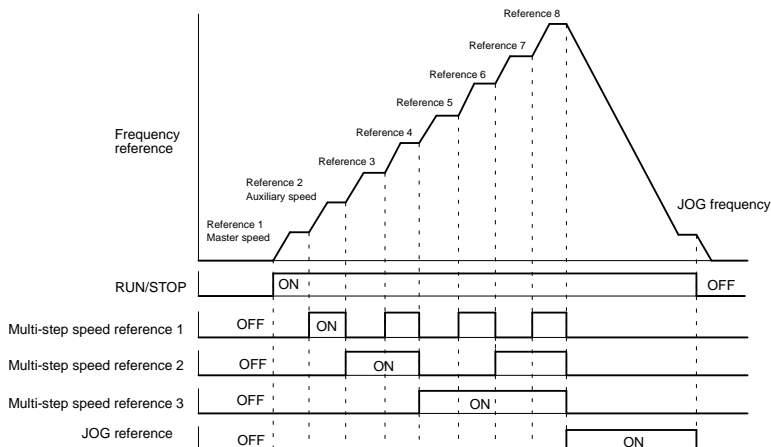 Reference 8
Reference 7
Reference 6
Reference 5
Reference 4
Reference 3
Reference 2
Auxiliary speed
Reference 1
Master speed
Frequency
reference
JOG frequency
RUN/STOP
ON
OFF
Multi-step speed reference 1
OFF
ON
Multi-step speed reference 2
OFF
ON
Multi-step speed reference 3
OFF
ON
JOG reference
OFF
ON